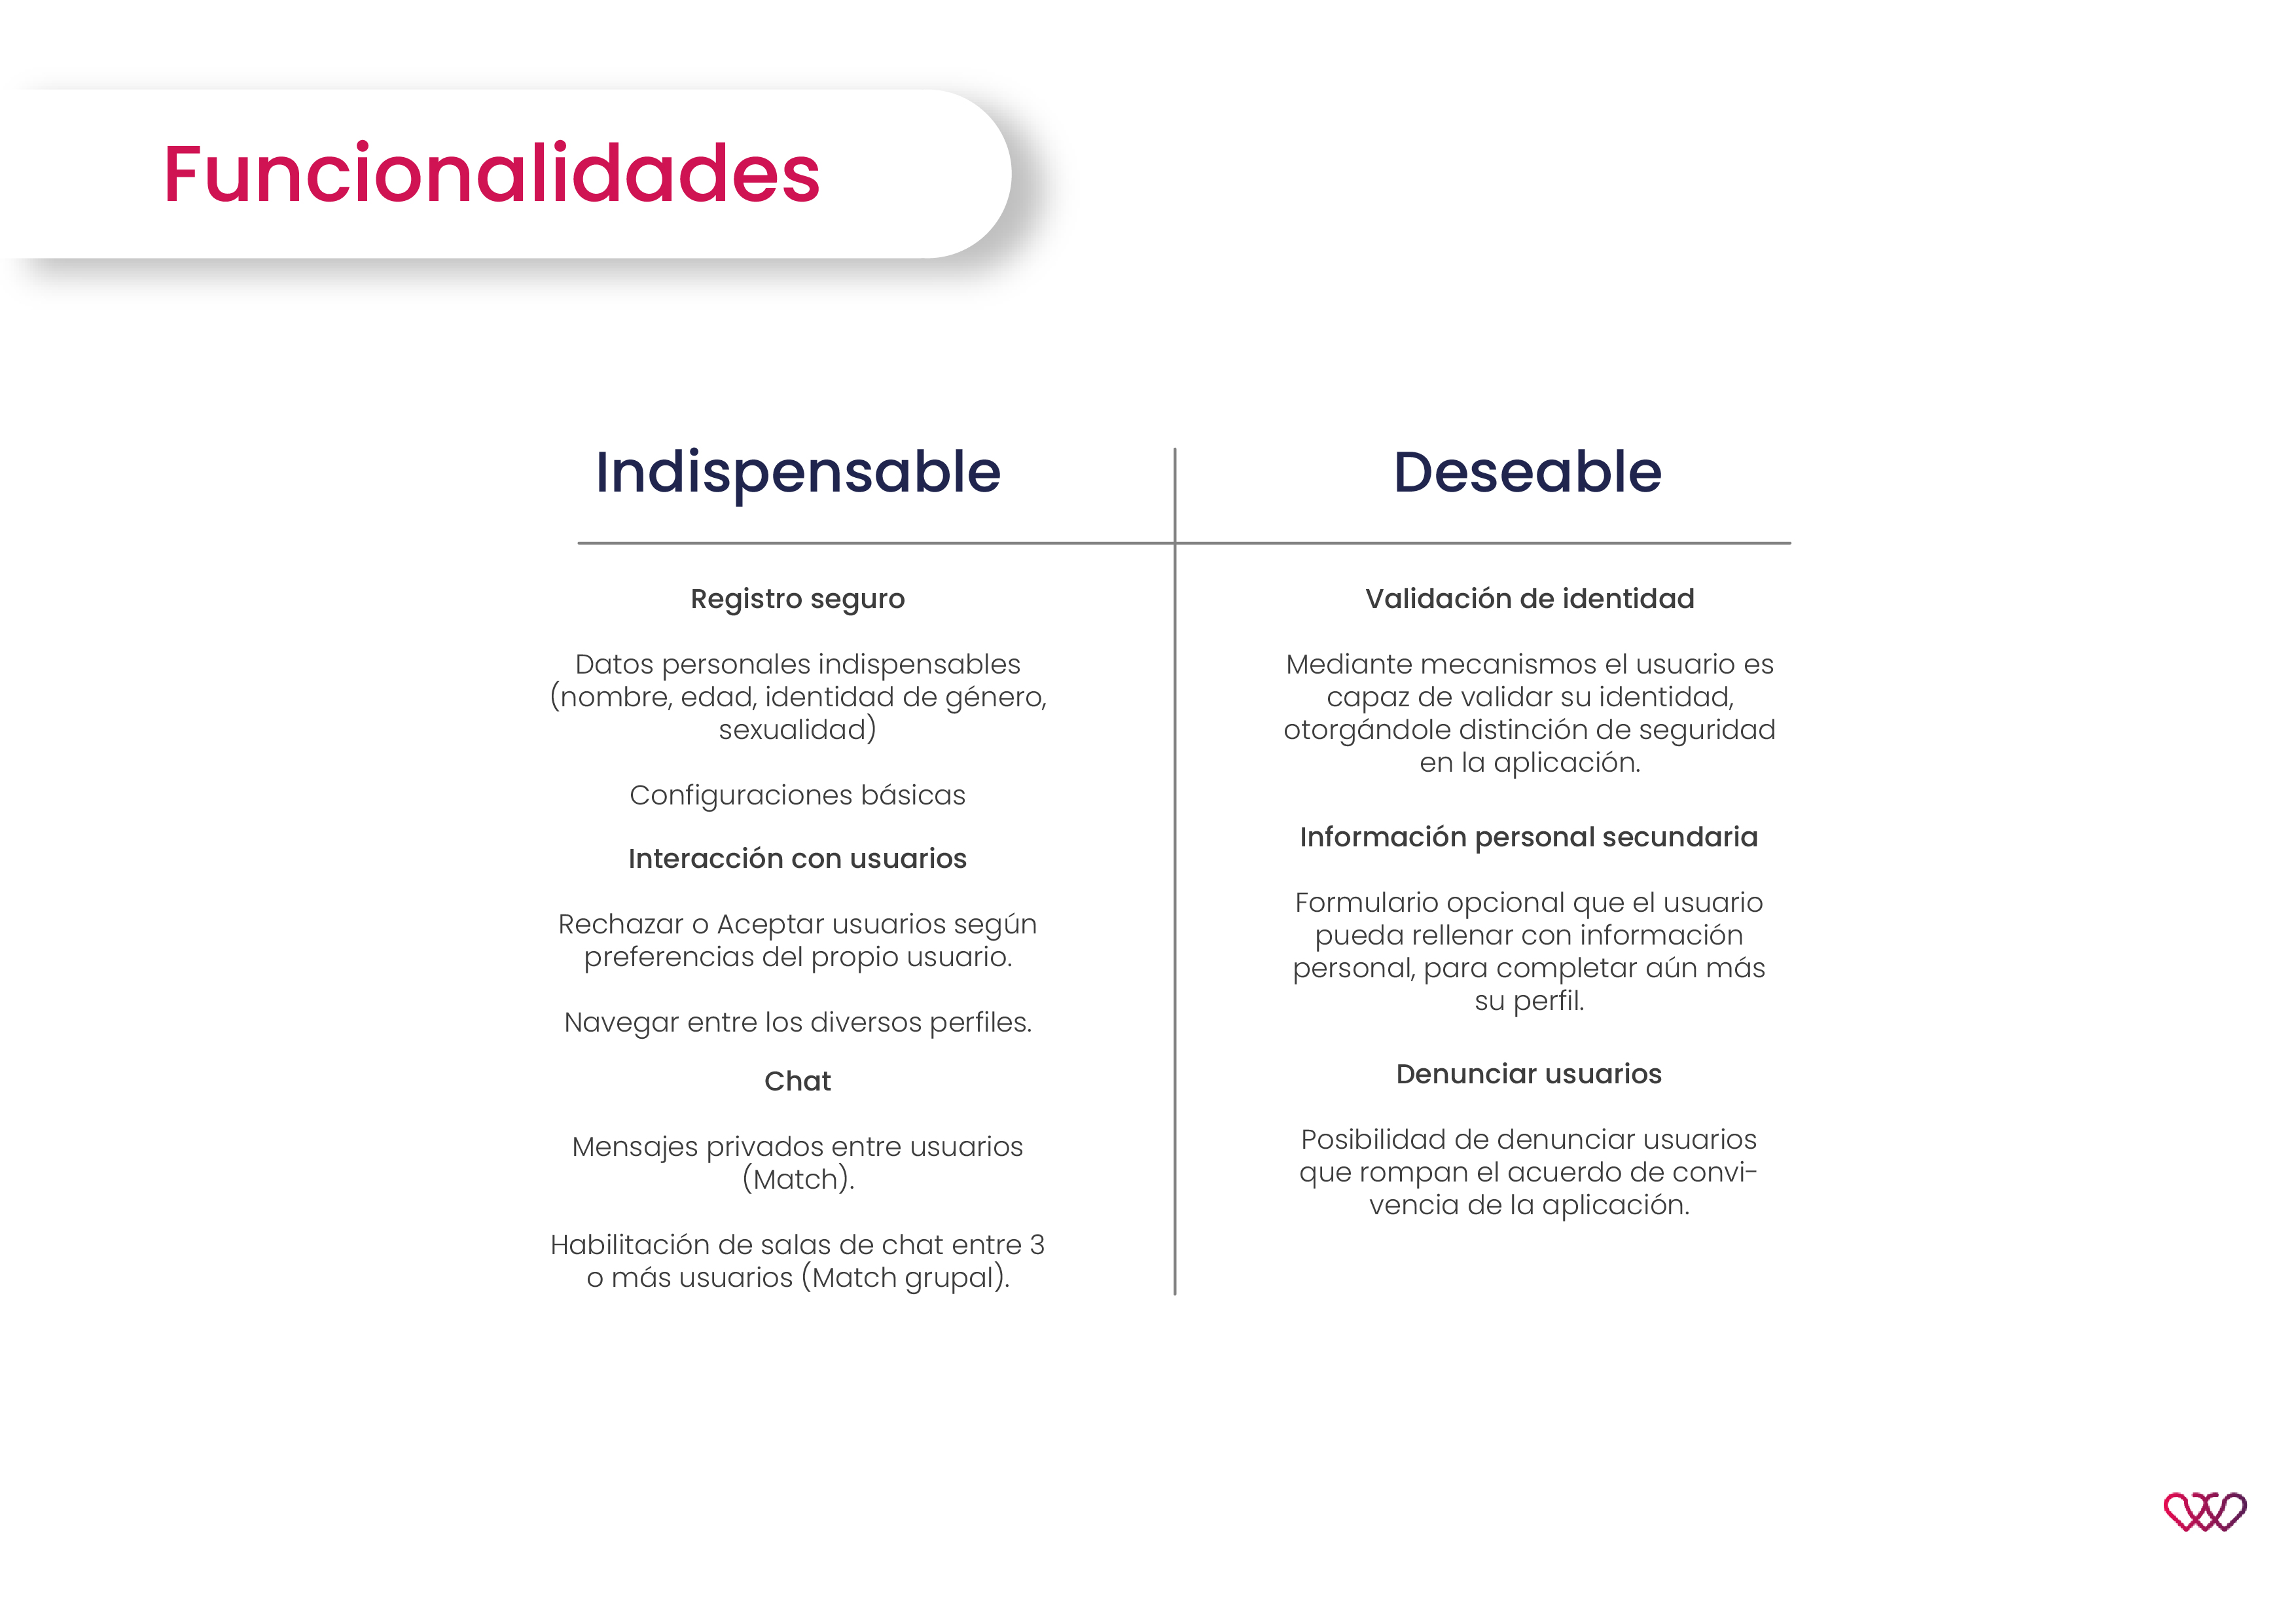 Funcionalidades
Indispensable
Registro seguro
Datos personales indispensables
(nombre, edad, identidad de género,
sexualidad)
Configuraciones básicas
Interacción con usuarios
Rechazar o Aceptar usuarios según
preferencias del propio usuario.
Navegar entre los diversos perfiles.
Chat
Mensajes privados entre usuarios
(Match).
Habilitación de salas de chat entre 3
o más usuarios (Match grupal).
Deseable
Validación de identidad
Mediante mecanismos el usuario es
capaz de validar su identidad,
otorgándole distinción de seguridad
en la aplicación.
Información personal secundaria
Formulario opcional que el usuario
pueda rellenar con información
personal, para completar aún más
su perfil.
Denunciar usuarios
Posibilidad de denunciar usuarios
que rompan el acuerdo de convi-
vencia de la aplicación.